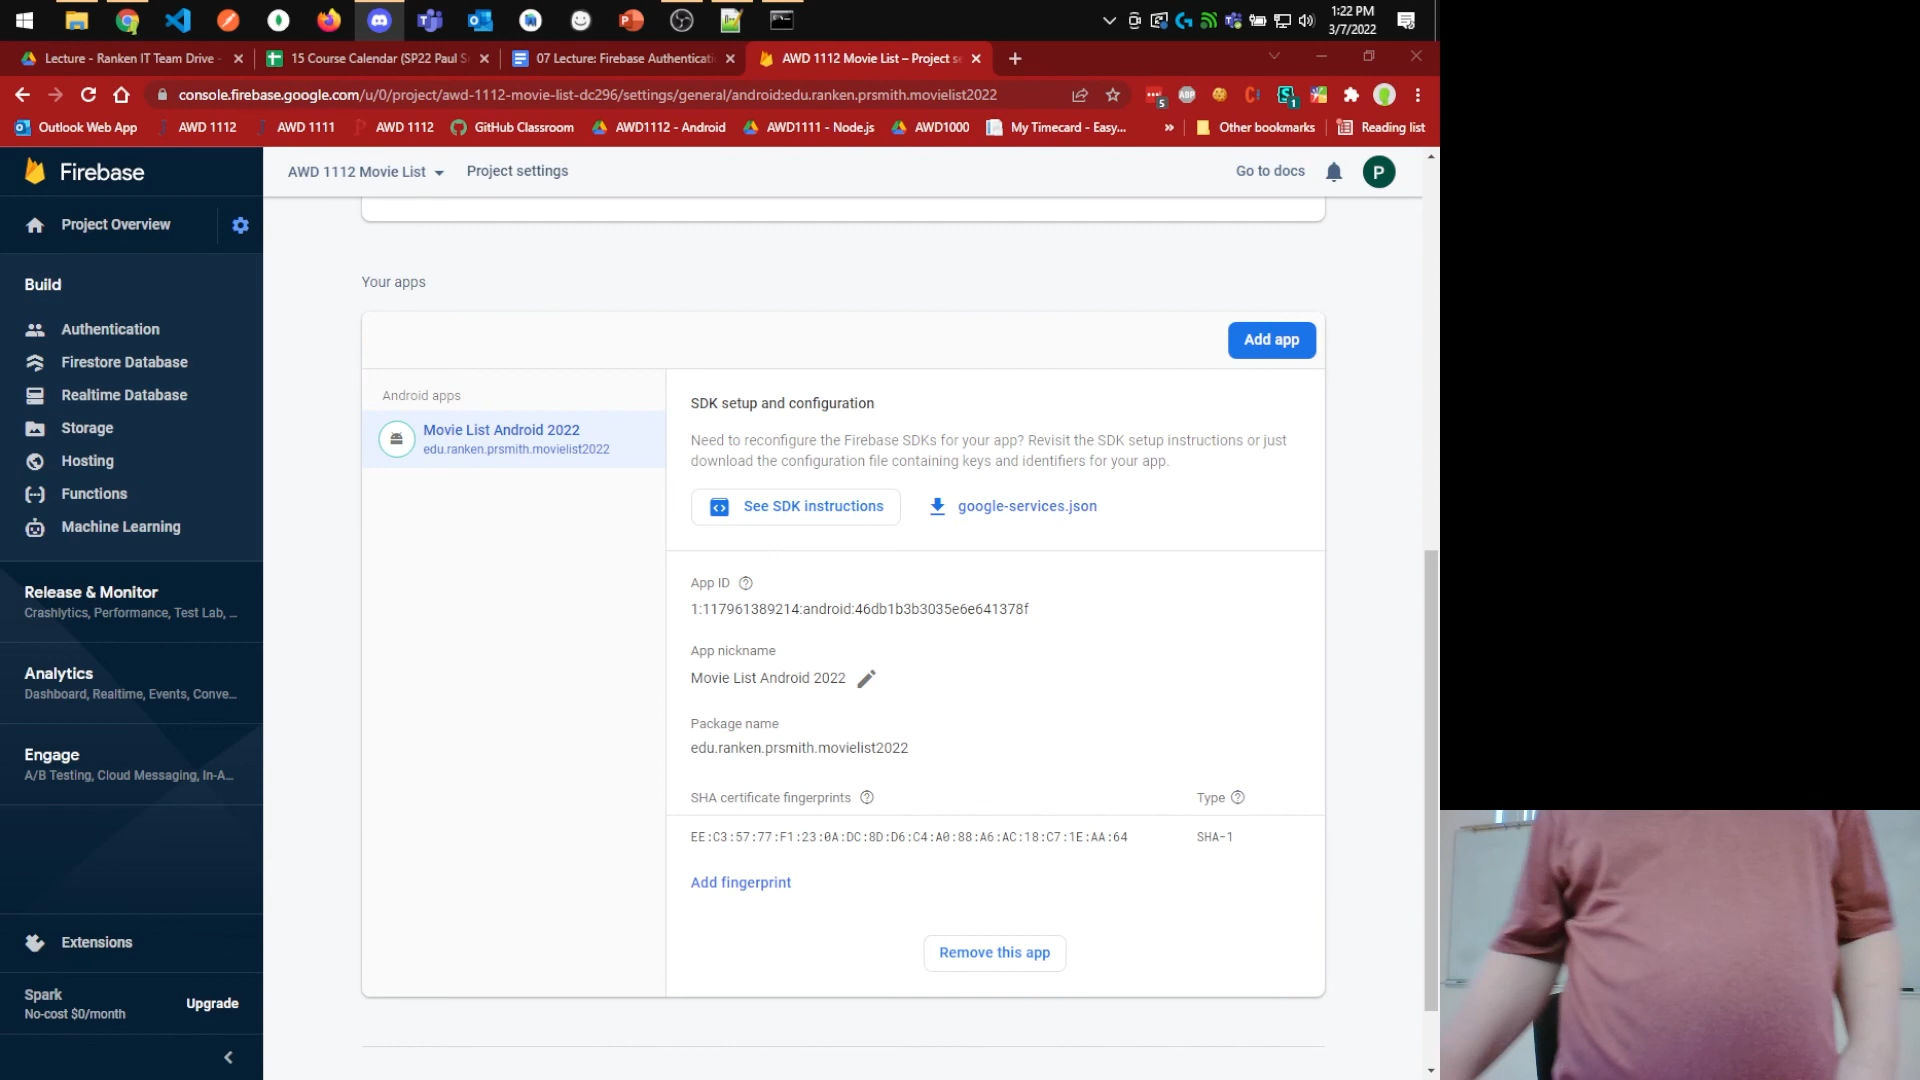 1:22 PM
3/7/2022
Lecture - Ranken IT Team Drive -
15 Course Calendar (SP22 Paul S
07 Lecture: Firebase Authenticati
AWD 1112 Movie List – Project se
console.firebase.google.com/u/0/project/awd-1112-movie-list-dc296/settings/general/android:edu.ranken.prsmith.movielist2022
Outlook Web App
AWD 1112
AWD 1111
AWD 1112
GitHub Classroom
AWD1112 - Android
AWD1111 - Node.js
AWD1000
My Timecard - Easy...
»
Other bookmarks
Reading list
Firebase
AWD 1112 Movie List
Project settings
Go to docs
P
Project Overview
Build
Authentication
Firestore Database
Realtime Database
Storage
Hosting
Functions
Machine Learning
Release & Monitor
Crashlytics, Performance, Test Lab, ...
Analytics
Dashboard, Realtime, Events, Conve...
Engage
A/B Testing, Cloud Messaging, In-A...
Extensions
Spark
No-cost $0/month
Upgrade
Your apps
Add app
Android apps
Movie List Android 2022
edu.ranken.prsmith.movielist2022
SDK setup and configuration
Need to reconfigure the Firebase SDKs for your app? Revisit the SDK setup instructions or just
download the configuration file containing keys and identifiers for your app.
See SDK instructions
google-services.json
App ID
1:117961389214:android:46db1b3b3035e6e641378f
App nickname
Movie List Android 2022
Package name
edu.ranken.prsmith.movielist2022
SHA certificate fingerprints
Type
EE:C3:57:77:F1:23:0A:DC:8D:D6:C4:A0:88:A6:AC:18:C7:1E:AA:64
SHA-1
Add fingerprint
Remove this app